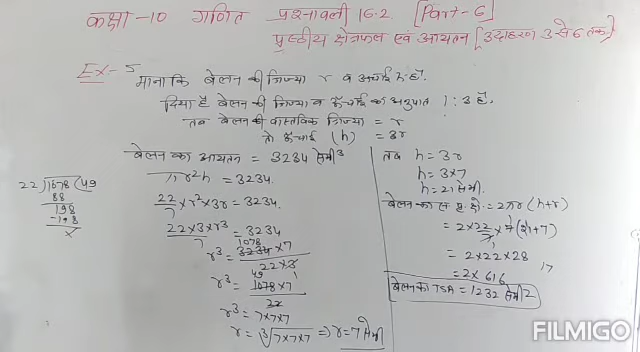 कक्षा-10 गणित प्रश्नावली 16.2 [Part-6]
पृष्ठीय क्षेत्रफल एवं आयतन [उदाहरण 3 से 6 तक]
Ex-5 माना कि बेलन की त्रिज्या r व ऊंचाई h है.
दिया है बेलन की त्रिज्या व ऊँचाई का अनुपात 1:3 है,
तब बेलन की वास्तविक त्रिज्या = r
तो ऊँचाई (h) = 3r
बेलन का आयतन = 3234 सेमी³
πr²h = 3234.
22/7 × r² × 3r = 3234.
22×3×r³/7 = 3234
1078
r³ = 3234×7/22×3
49 1
r³ = 1078×7/22
r³ = 7×7×7
r = ∛7×7×7 ⇒ r = 7 सेमी
22)1078(49
88
198
-198
x
तब h = 3r
h = 3×7
h = 21 सेमी.
बेलन का स.पृ.क्षे. = 2πr(h+r)
= 2×22/7×7(21+7)
= 2×22×28
= 2×616
17
बेलन का TSA = 1232 सेमी²
FILMIGO